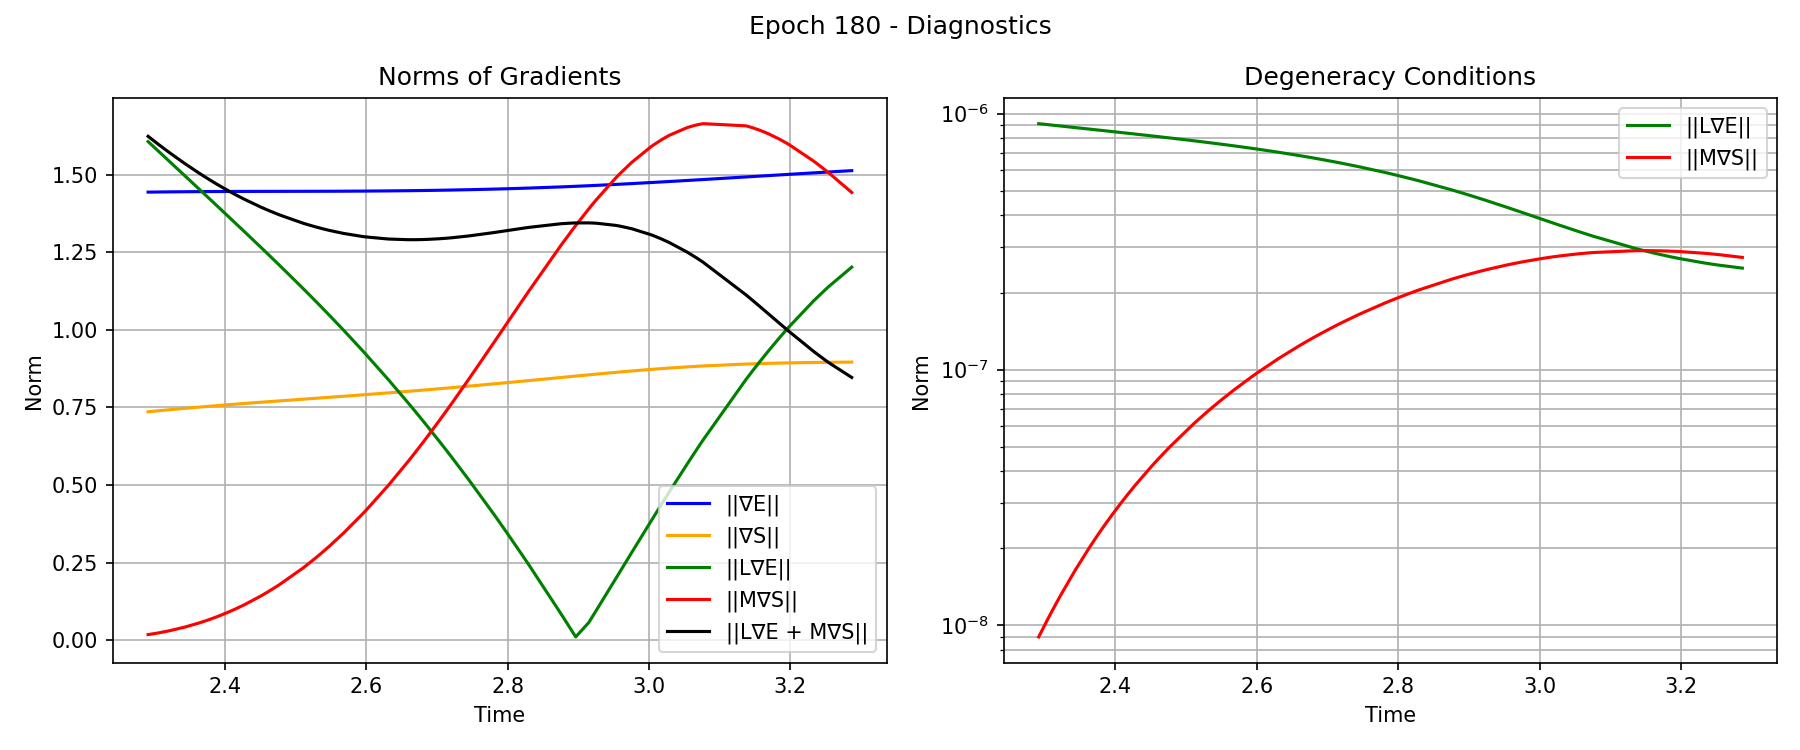 Epoch 180 - Diagnostics
Norms of Gradients
Norm
1.50
1.25
1.00
0.75
0.50
0.25
0.00
2.4 2.6 2.8 3.0 3.2
Time
||∇E||
||∇S||
||L∇E||
||M∇S||
||L∇E + M∇S||
Degeneracy Conditions
Norm
10⁻⁶
10⁻⁷
10⁻⁸
2.4 2.6 2.8 3.0 3.2
Time
||L∇E||
||M∇S||